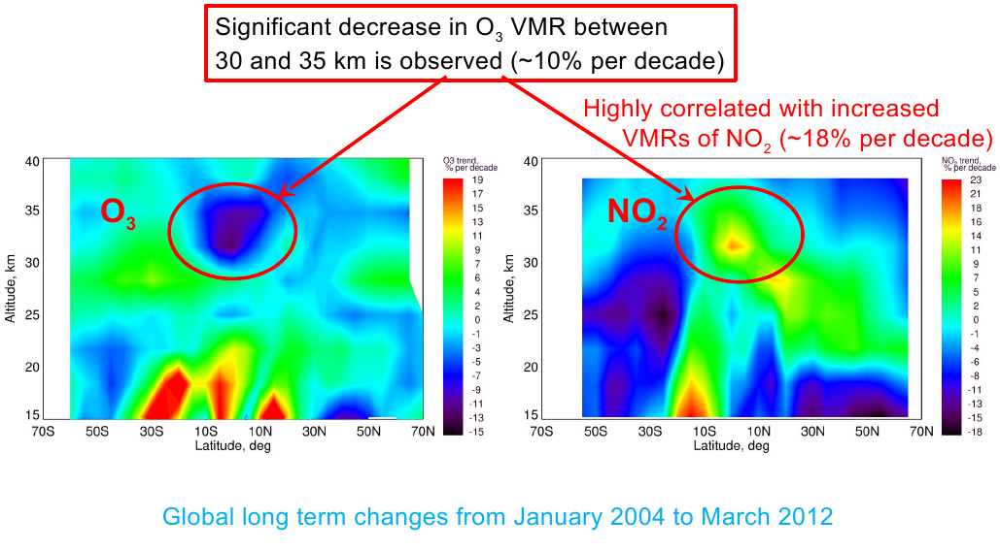 Significant decrease in O3 VMR between
30 and 35 km is observed (~10% per decade)
Highly correlated with increased
VMRs of NO2 (~18% per decade)
O3 trend,
% per decade
NO2 trend,
% per decade
O3
NO2
Altitude, km
40
35
30
25
20
15
70S 50S 30S 10S 10N 30N 50N 70N
Latitude, deg
19
17
15
13
11
9
8
6
4
2
0
-1
-3
-5
-7
-9
-11
-13
-15
Altitude, km
40
35
30
25
20
15
70S 50S 30S 10S 10N 30N 50N 70N
Latitude, deg
23
21
18
16
14
11
9
7
5
2
0
-1
-4
-6
-8
-11
-13
-15
-18
Global long term changes from January 2004 to March 2012